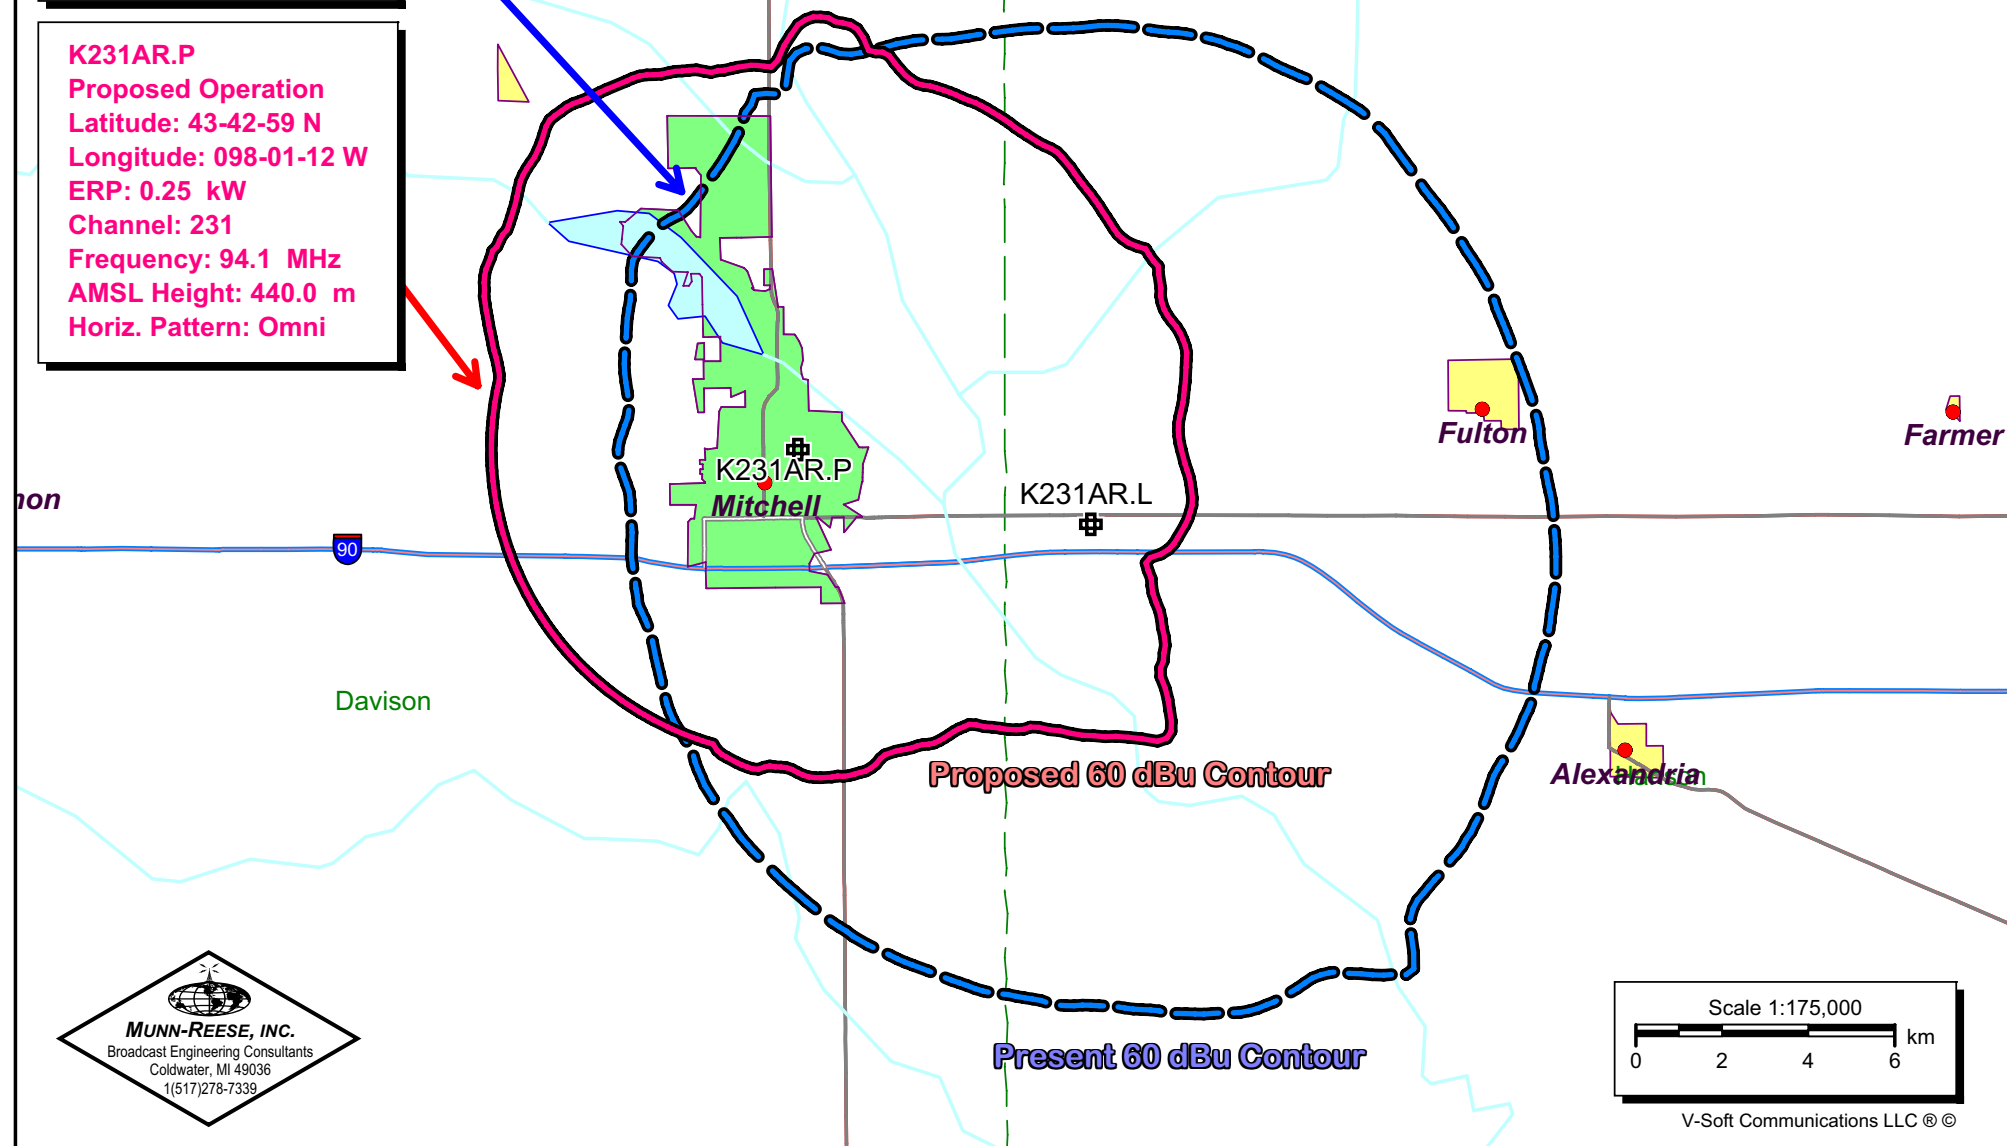 K231AR.P
Proposed Operation
Latitude: 43-42-59 N
Longitude: 098-01-12 W
ERP: 0.25 kW
Channel: 231
Frequency: 94.1 MHz
AMSL Height: 440.0 m
Horiz. Pattern: Omni
Fulton
Farmer
K231AR.P
Mitchell
K231AR.L
90
Davison
Proposed 60 dBu Contour
Alexandria
Present 60 dBu Contour
MUNN-REESE, INC.
Broadcast Engineering Consultants
Coldwater, MI 49036
1(517)278-7339
Scale 1:175,000
km
0 2 4 6
V-Soft Communications LLC ® ©